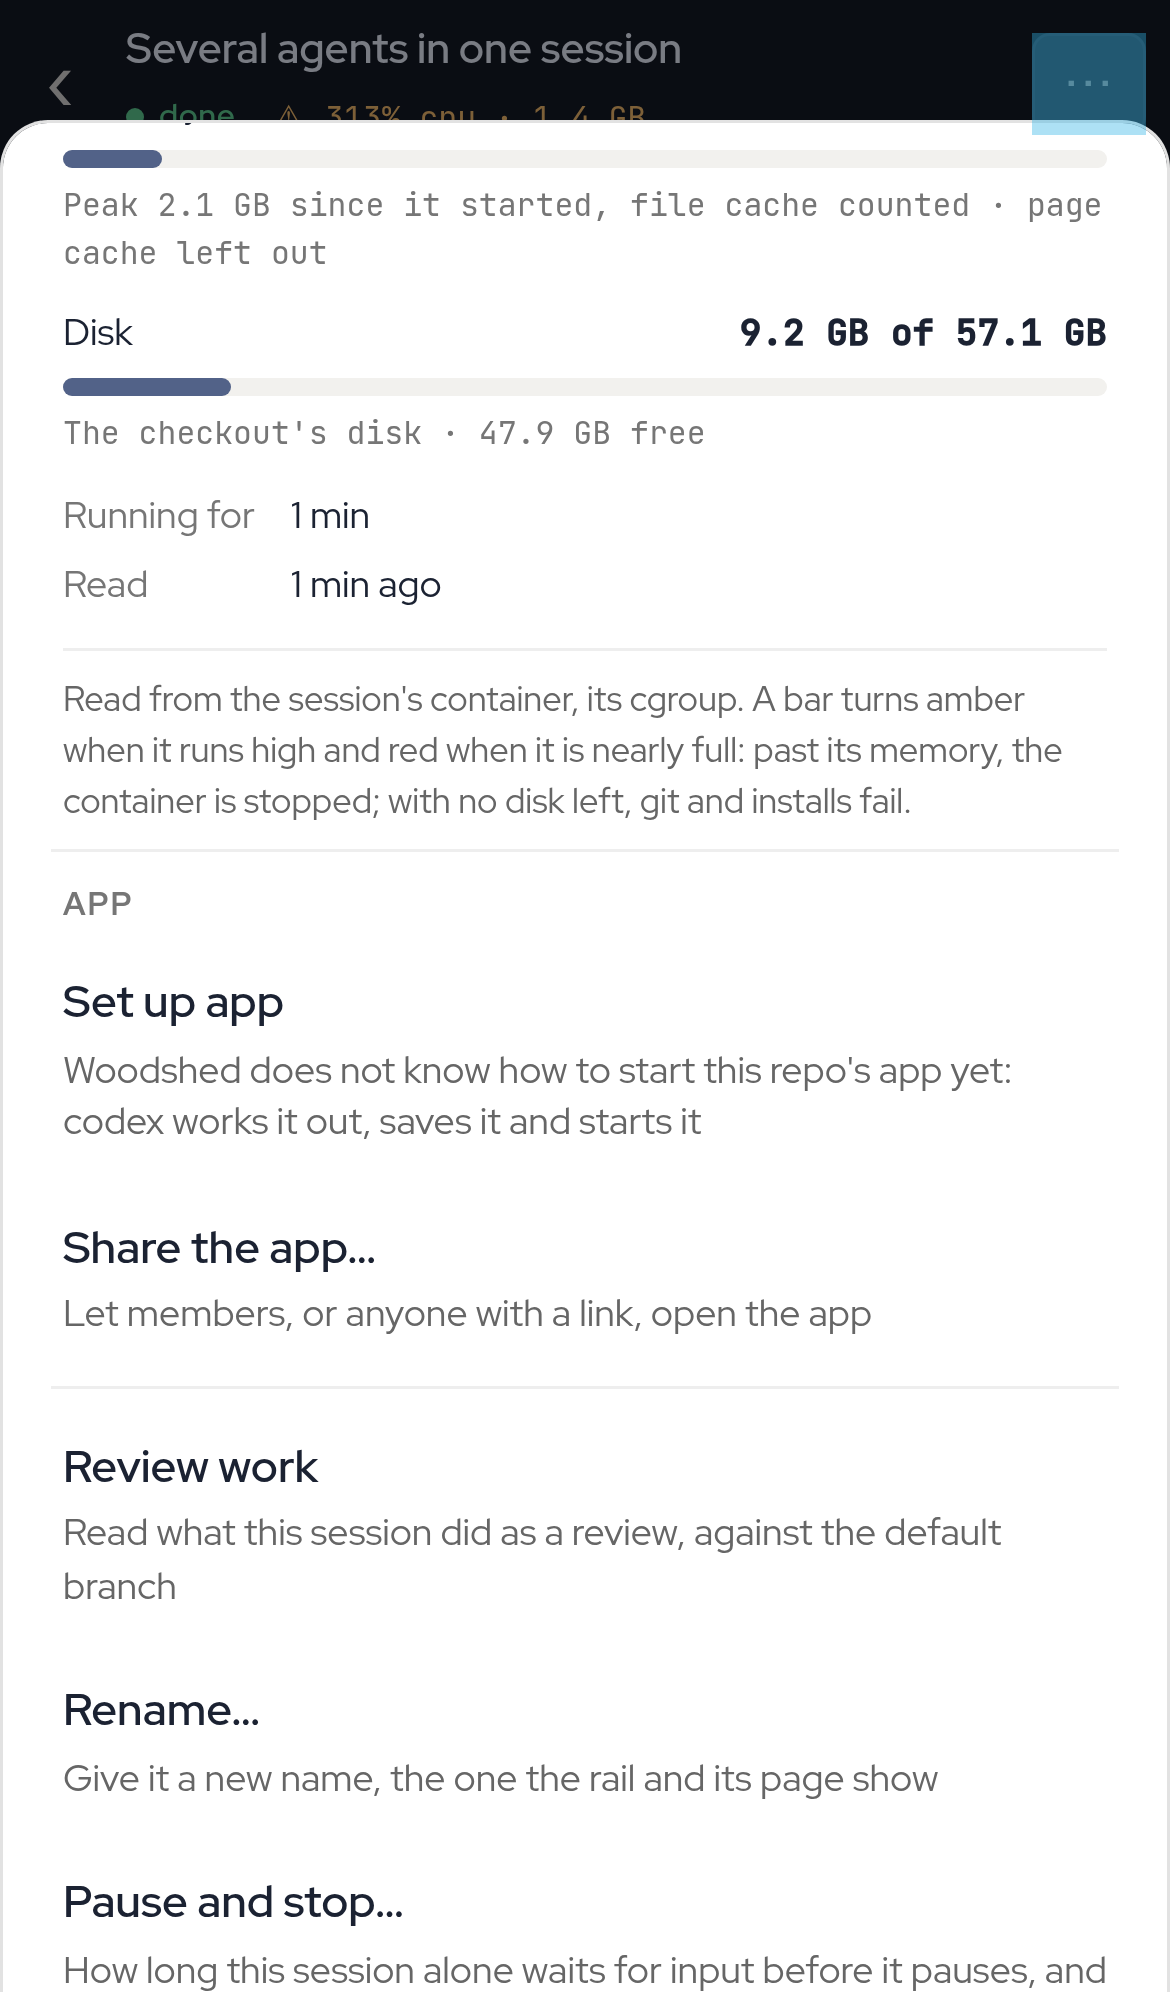 Several agents in one session
done ⚠ 313% cpu · 1.4 GB
Peak 2.1 GB since it started, file cache counted · page
cache left out
Disk 9.2 GB of 57.1 GB
The checkout's disk · 47.9 GB free
Running for 1 min
Read 1 min ago
Read from the session's container, its cgroup. A bar turns amber
when it runs high and red when it is nearly full: past its memory, the
container is stopped; with no disk left, git and installs fail.
APP
Set up app
Woodshed does not know how to start this repo's app yet:
codex works it out, saves it and starts it
Share the app...
Let members, or anyone with a link, open the app
Review work
Read what this session did as a review, against the default
branch
Rename...
Give it a new name, the one the rail and its page show
Pause and stop...
How long this session alone waits for input before it pauses, and